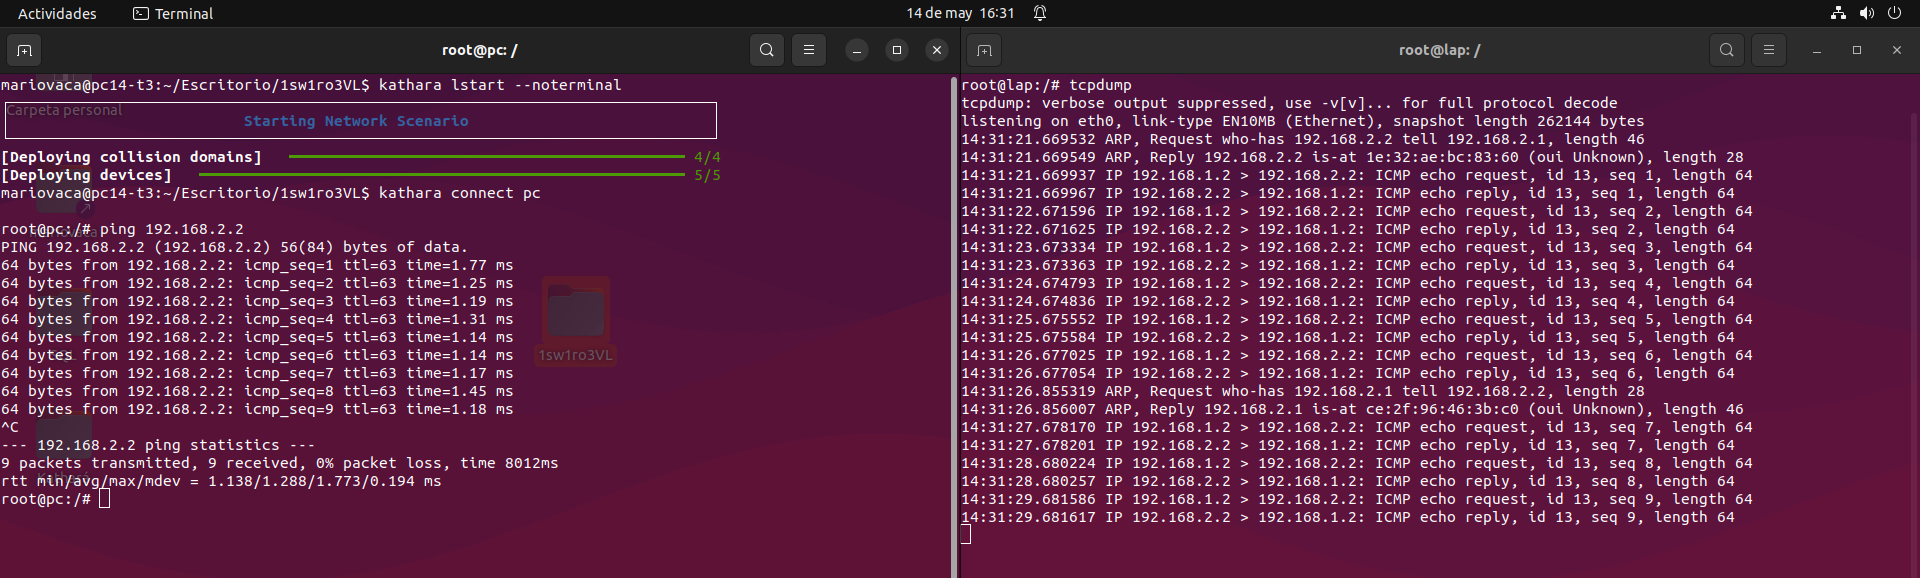 Actividades
Terminal
14 de may 16:31
root@pc: /
mariovaca@pc14-t3:~/Escritorio/1sw1ro3VL$ kathara lstart --noterminal
Carpeta personal
Starting Network Scenario
[Deploying collision domains] 4/4
[Deploying devices] 5/5
mariovaca@pc14-t3:~/Escritorio/1sw1ro3VL$ kathara connect pc
root@pc:/# ping 192.168.2.2
PING 192.168.2.2 (192.168.2.2) 56(84) bytes of data.
64 bytes from 192.168.2.2: icmp_seq=1 ttl=63 time=1.77 ms
64 bytes from 192.168.2.2: icmp_seq=2 ttl=63 time=1.25 ms
64 bytes from 192.168.2.2: icmp_seq=3 ttl=63 time=1.19 ms
64 bytes from 192.168.2.2: icmp_seq=4 ttl=63 time=1.31 ms
64 bytes from 192.168.2.2: icmp_seq=5 ttl=63 time=1.14 ms
64 bytes from 192.168.2.2: icmp_seq=6 ttl=63 time=1.14 ms
64 bytes from 192.168.2.2: icmp_seq=7 ttl=63 time=1.17 ms
64 bytes from 192.168.2.2: icmp_seq=8 ttl=63 time=1.45 ms
64 bytes from 192.168.2.2: icmp_seq=9 ttl=63 time=1.18 ms
^C
--- 192.168.2.2 ping statistics ---
9 packets transmitted, 9 received, 0% packet loss, time 8012ms
rtt min/avg/max/mdev = 1.138/1.288/1.773/0.194 ms
root@pc:/#
1sw1ro3VL
root@lap: /
root@lap:/# tcpdump
tcpdump: verbose output suppressed, use -v[v]... for full protocol decode
listening on eth0, link-type EN10MB (Ethernet), snapshot length 262144 bytes
14:31:21.669532 ARP, Request who-has 192.168.2.2 tell 192.168.2.1, length 46
14:31:21.669549 ARP, Reply 192.168.2.2 is-at 1e:32:ae:bc:83:60 (oui Unknown), length 28
14:31:21.669937 IP 192.168.1.2 > 192.168.2.2: ICMP echo request, id 13, seq 1, length 64
14:31:21.669967 IP 192.168.2.2 > 192.168.1.2: ICMP echo reply, id 13, seq 1, length 64
14:31:22.671596 IP 192.168.1.2 > 192.168.2.2: ICMP echo request, id 13, seq 2, length 64
14:31:22.671625 IP 192.168.2.2 > 192.168.1.2: ICMP echo reply, id 13, seq 2, length 64
14:31:23.673334 IP 192.168.1.2 > 192.168.2.2: ICMP echo request, id 13, seq 3, length 64
14:31:23.673363 IP 192.168.2.2 > 192.168.1.2: ICMP echo reply, id 13, seq 3, length 64
14:31:24.674793 IP 192.168.1.2 > 192.168.2.2: ICMP echo request, id 13, seq 4, length 64
14:31:24.674836 IP 192.168.2.2 > 192.168.1.2: ICMP echo reply, id 13, seq 4, length 64
14:31:25.675552 IP 192.168.1.2 > 192.168.2.2: ICMP echo request, id 13, seq 5, length 64
14:31:25.675584 IP 192.168.2.2 > 192.168.1.2: ICMP echo reply, id 13, seq 5, length 64
14:31:26.677025 IP 192.168.1.2 > 192.168.2.2: ICMP echo request, id 13, seq 6, length 64
14:31:26.677054 IP 192.168.2.2 > 192.168.1.2: ICMP echo reply, id 13, seq 6, length 64
14:31:26.855319 ARP, Request who-has 192.168.2.1 tell 192.168.2.2, length 28
14:31:26.856007 ARP, Reply 192.168.2.1 is-at ce:2f:96:46:3b:c0 (oui Unknown), length 46
14:31:27.678170 IP 192.168.1.2 > 192.168.2.2: ICMP echo request, id 13, seq 7, length 64
14:31:27.678201 IP 192.168.2.2 > 192.168.1.2: ICMP echo reply, id 13, seq 7, length 64
14:31:28.680224 IP 192.168.1.2 > 192.168.2.2: ICMP echo request, id 13, seq 8, length 64
14:31:28.680257 IP 192.168.2.2 > 192.168.1.2: ICMP echo reply, id 13, seq 8, length 64
14:31:29.681586 IP 192.168.1.2 > 192.168.2.2: ICMP echo request, id 13, seq 9, length 64
14:31:29.681617 IP 192.168.2.2 > 192.168.1.2: ICMP echo reply, id 13, seq 9, length 64